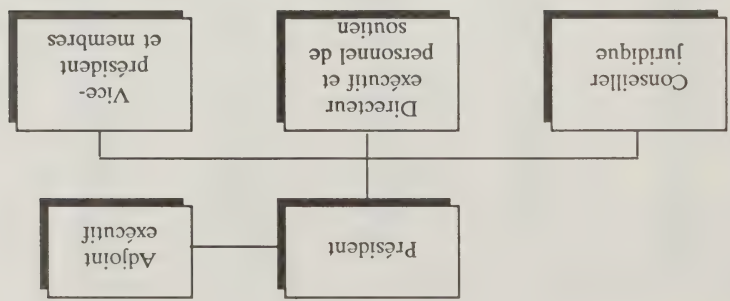 Président
Adjoint
exécutif
Conseiller
juridique
Directeur
exécutif et
personnel de
soutien
Vice-
président
et membres